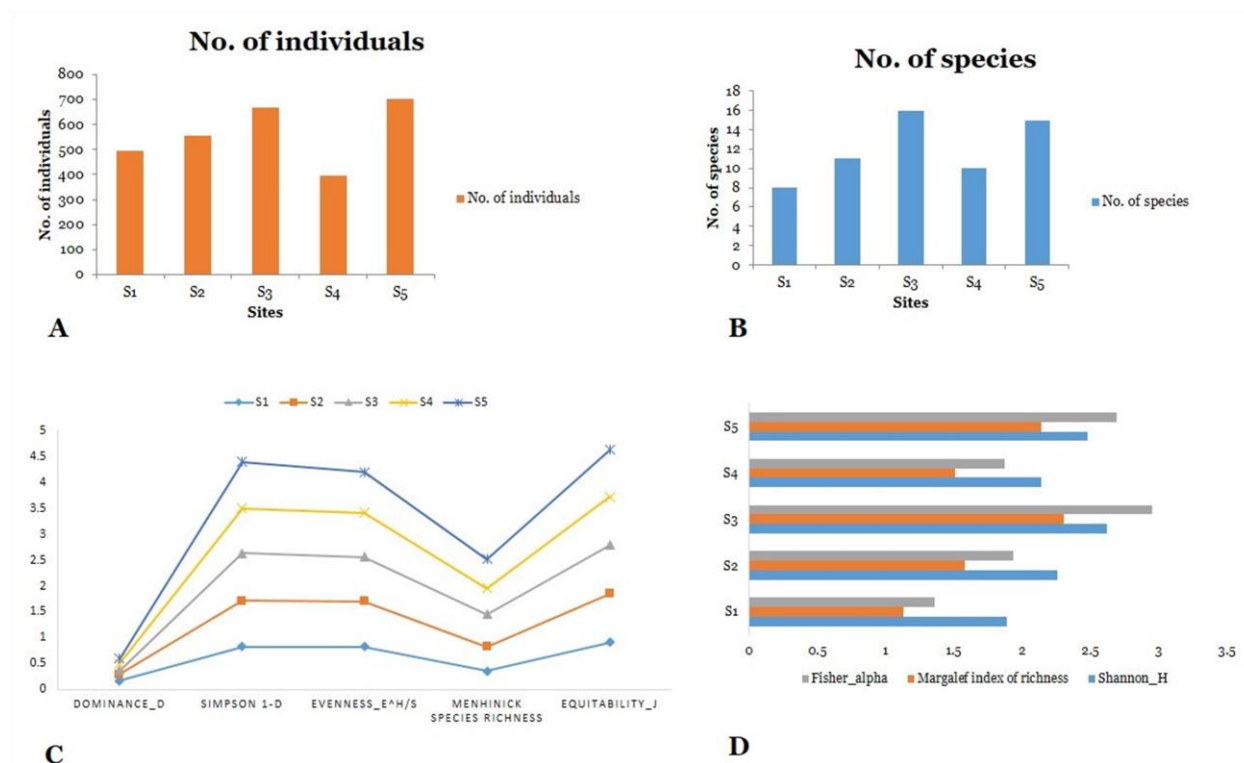 No. of individuals
800
700
600
500
400
300
200
100
0
No. of individuals
S1 S2 S3 S4 S5
Sites
No. of individuals
A
No. of species
18
16
14
12
10
8
6
4
2
0
No. of species
S1 S2 S3 S4 S5
Sites
No. of species
B
S1 S2 S3 S4 S5
5
4.5
4
3.5
3
2.5
2
1.5
1
0.5
0
DOMINANCE_D SIMPSON 1-D EVENNESS_E^H/S MENHINICK SPECIES RICHNESS EQUITABILITY_J
C
S5
S4
S3
S2
S1
0 0.5 1 1.5 2 2.5 3 3.5
Fisher_alpha Margalef index of richness Shannon_H
D